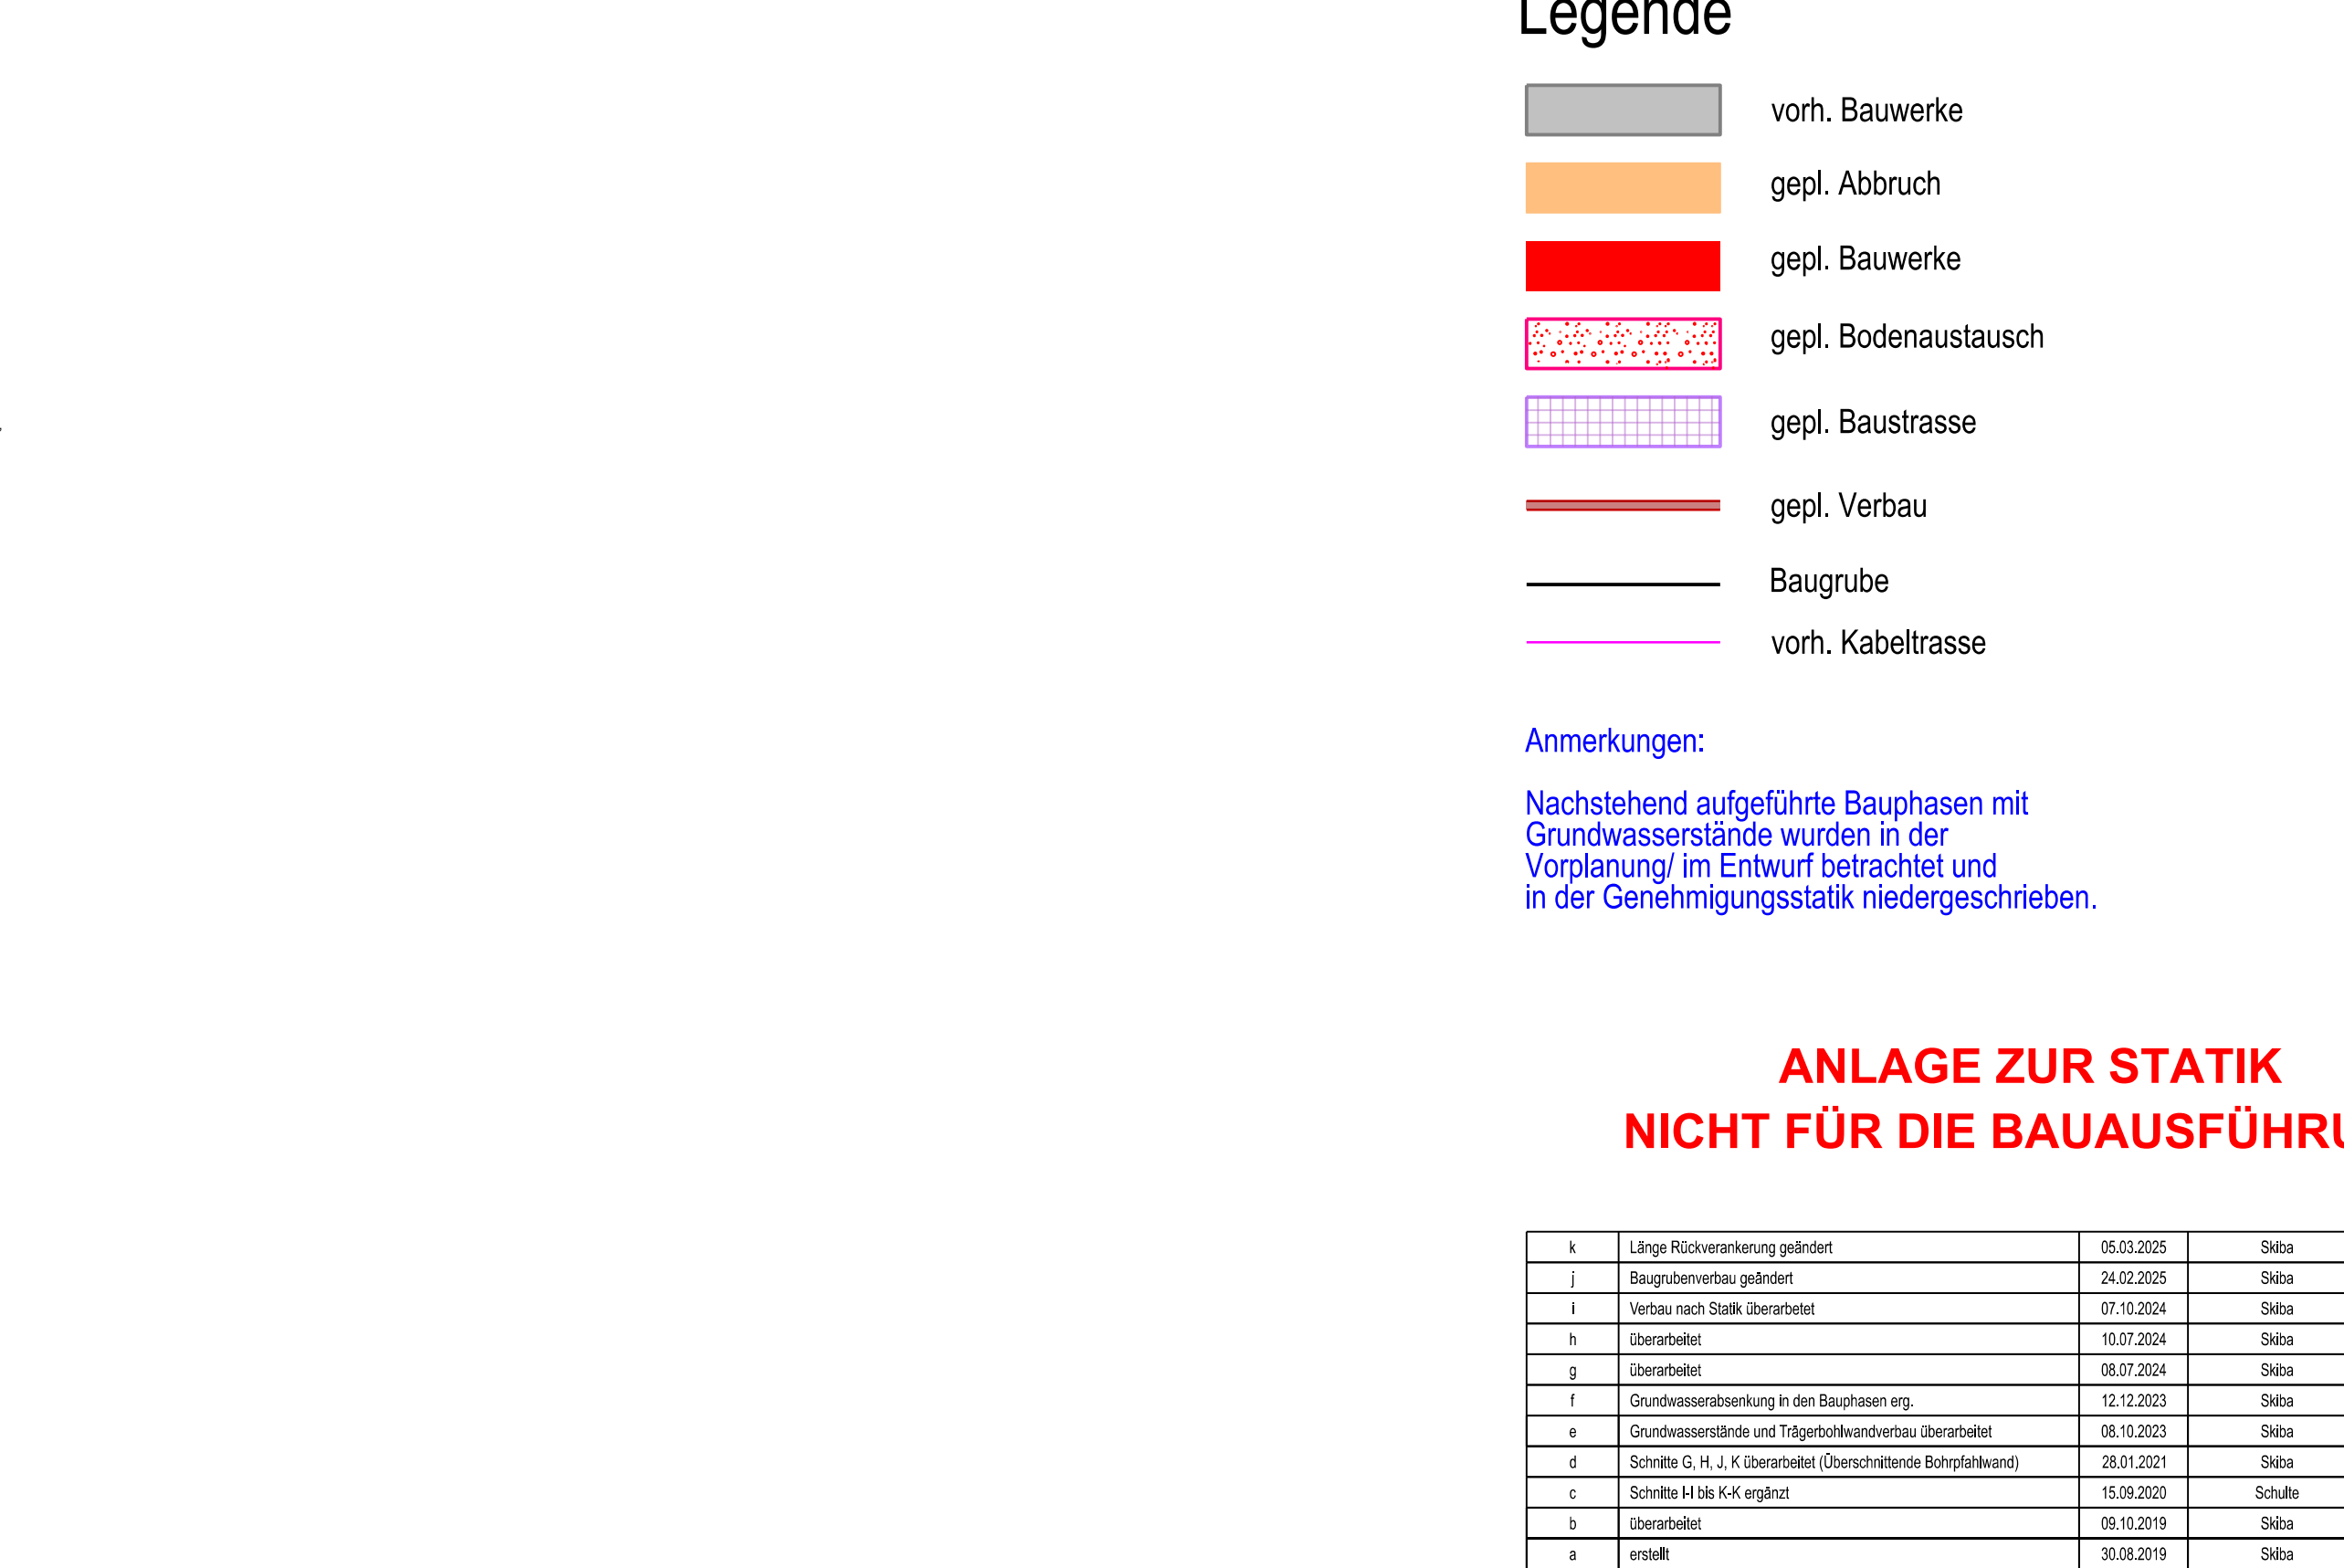 Legende
vorh. Bauwerke
gepl. Abbruch
gepl. Bauwerke
gepl. Bodenaustausch
gepl. Baustrasse
gepl. Verbau
Baugrube
vorh. Kabeltrasse
Anmerkungen:
Nachstehend aufgeführte Bauphasen mit
Grundwasserstände wurden in der
Vorplanung/ im Entwurf betrachtet und
in der Genehmigungsstatik niedergeschrieben.
ANLAGE ZUR STATIK
NICHT FÜR DIE BAUAUSFÜHRU
k Länge Rückverankerung geändert 05.03.2025 Skiba
j Baugrubenverbau geändert 24.02.2025 Skiba
i Verbau nach Statik überarbetet 07.10.2024 Skiba
h überarbeitet 10.07.2024 Skiba
g überarbeitet 08.07.2024 Skiba
f Grundwasserabsenkung in den Bauphasen erg. 12.12.2023 Skiba
e Grundwasserstände und Trägerbohlwandverbau überarbeitet 08.10.2023 Skiba
d Schnitte G, H, J, K überarbeitet (Überschnittende Bohrpfahlwand) 28.01.2021 Skiba
c Schnitte I-I bis K-K ergänzt 15.09.2020 Schulte
b überarbeitet 09.10.2019 Skiba
a erstellt 30.08.2019 Skiba